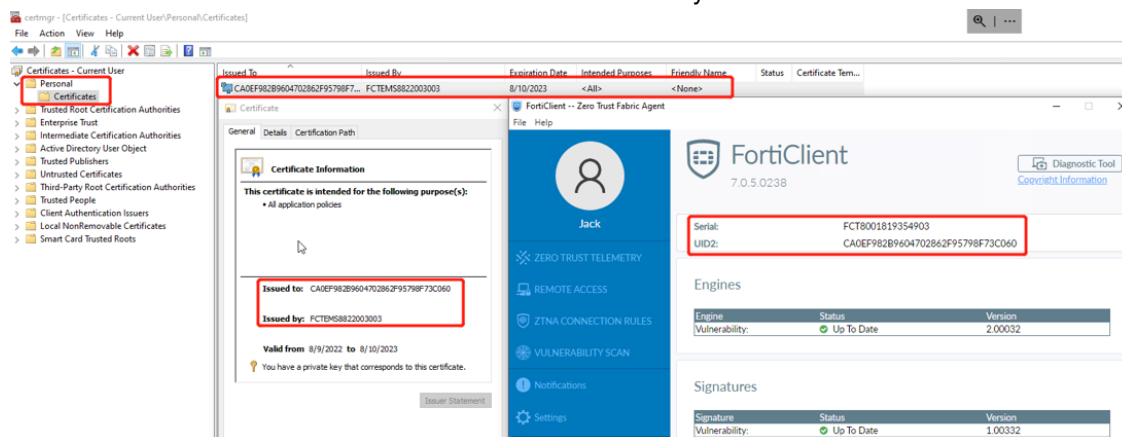 y
certmgr - [Certificates - Current User\Personal\Certificates]
File Action View Help
Certificates - Current User
Personal
Certificates
Trusted Root Certification Authorities
Enterprise Trust
Intermediate Certification Authorities
Active Directory User Object
Trusted Publishers
Untrusted Certificates
Third-Party Root Certification Authorities
Trusted People
Client Authentication Issuers
Local NonRemovable Certificates
Smart Card Trusted Roots
Issued To Issued By Expiration Date Intended Purposes Friendly Name Status Certificate Tem...
CA0EF982B9604702862F95798F7... FCTEMS8822003003 8/10/2023 <All> <None>
Certificate
General Details Certification Path
Certificate Information
This certificate is intended for the following purpose(s):
• All application policies
Issued to: CA0EF982B9604702862F95798F73C060
Issued by: FCTEMS8822003003
Valid from 8/9/2022 to 8/10/2023
You have a private key that corresponds to this certificate.
Issuer Statement
FortiClient -- Zero Trust Fabric Agent
File Help
Jack
ZERO TRUST TELEMETRY
REMOTE ACCESS
ZTNA CONNECTION RULES
VULNERABILITY SCAN
Notifications
Settings
FortiClient
7.0.5.0238
Diagnostic Tool
Copyright Information
Serial: FCT8001819354903
UID2: CA0EF982B9604702862F95798F73C060
Engines
Engine Status Version
Vulnerability: Up To Date 2.00032
Signatures
Signature Status Version
Vulnerability: Up To Date 1.00332